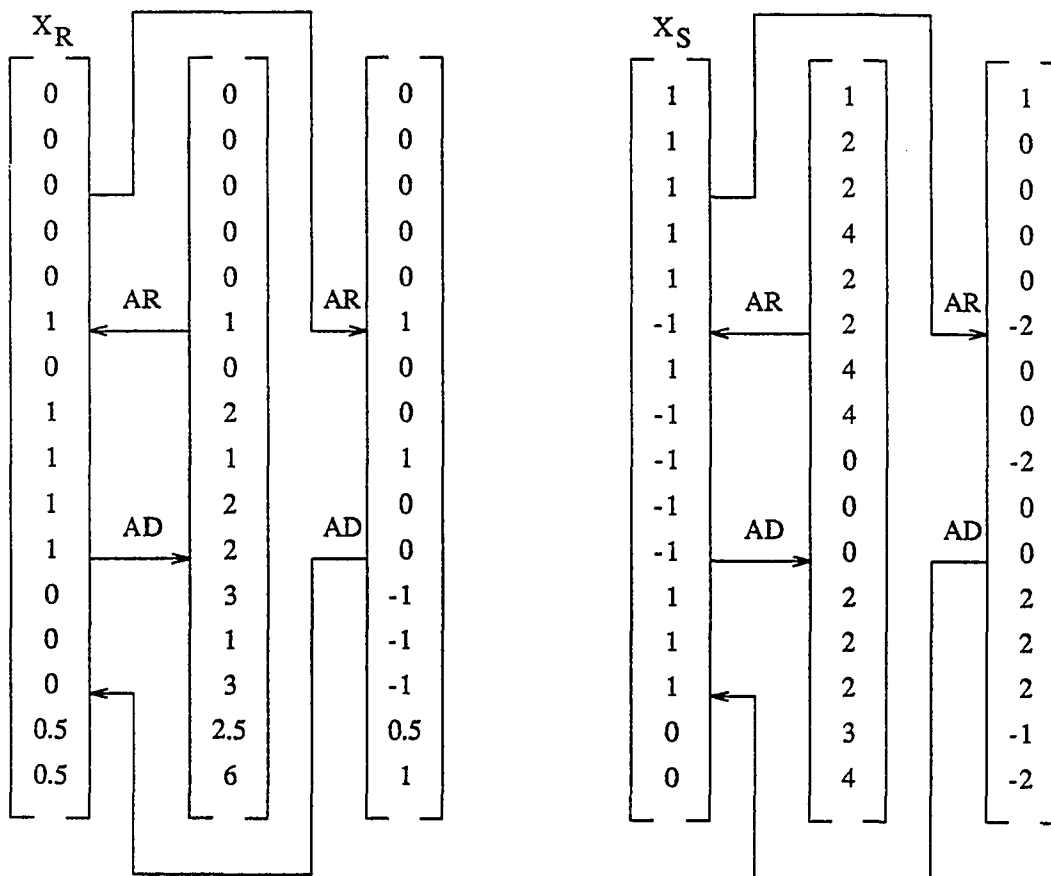 X_R X_S
0 0 0 1 1 1
0 0 0 1 2 0
0 0 0 1 2 0
0 0 0 1 4 0
0 0 0 1 2 0
AR AR AR AR
1 1 1 -1 2 -2
0 0 0 1 4 0
1 2 0 -1 4 0
1 1 1 -1 0 -2
1 2 0 -1 0 0
AD AD AD AD
1 2 0 -1 0 0
0 3 -1 1 2 2
0 1 -1 1 2 2
0 3 -1 1 2 2
0.5 2.5 0.5 0 3 -1
0.5 6 1 0 4 -2